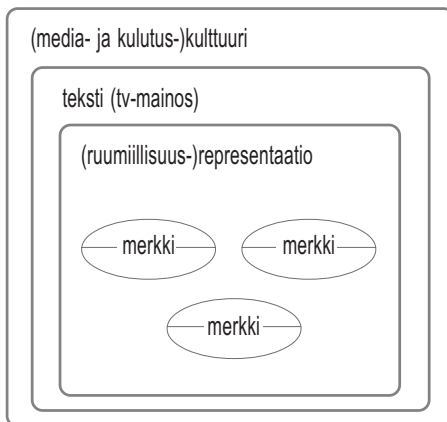 (media- ja kulutus-)kulttuuri
teksti (tv-mainos)
(ruumiillisuus-)representaatio
merkki merkki
merkki